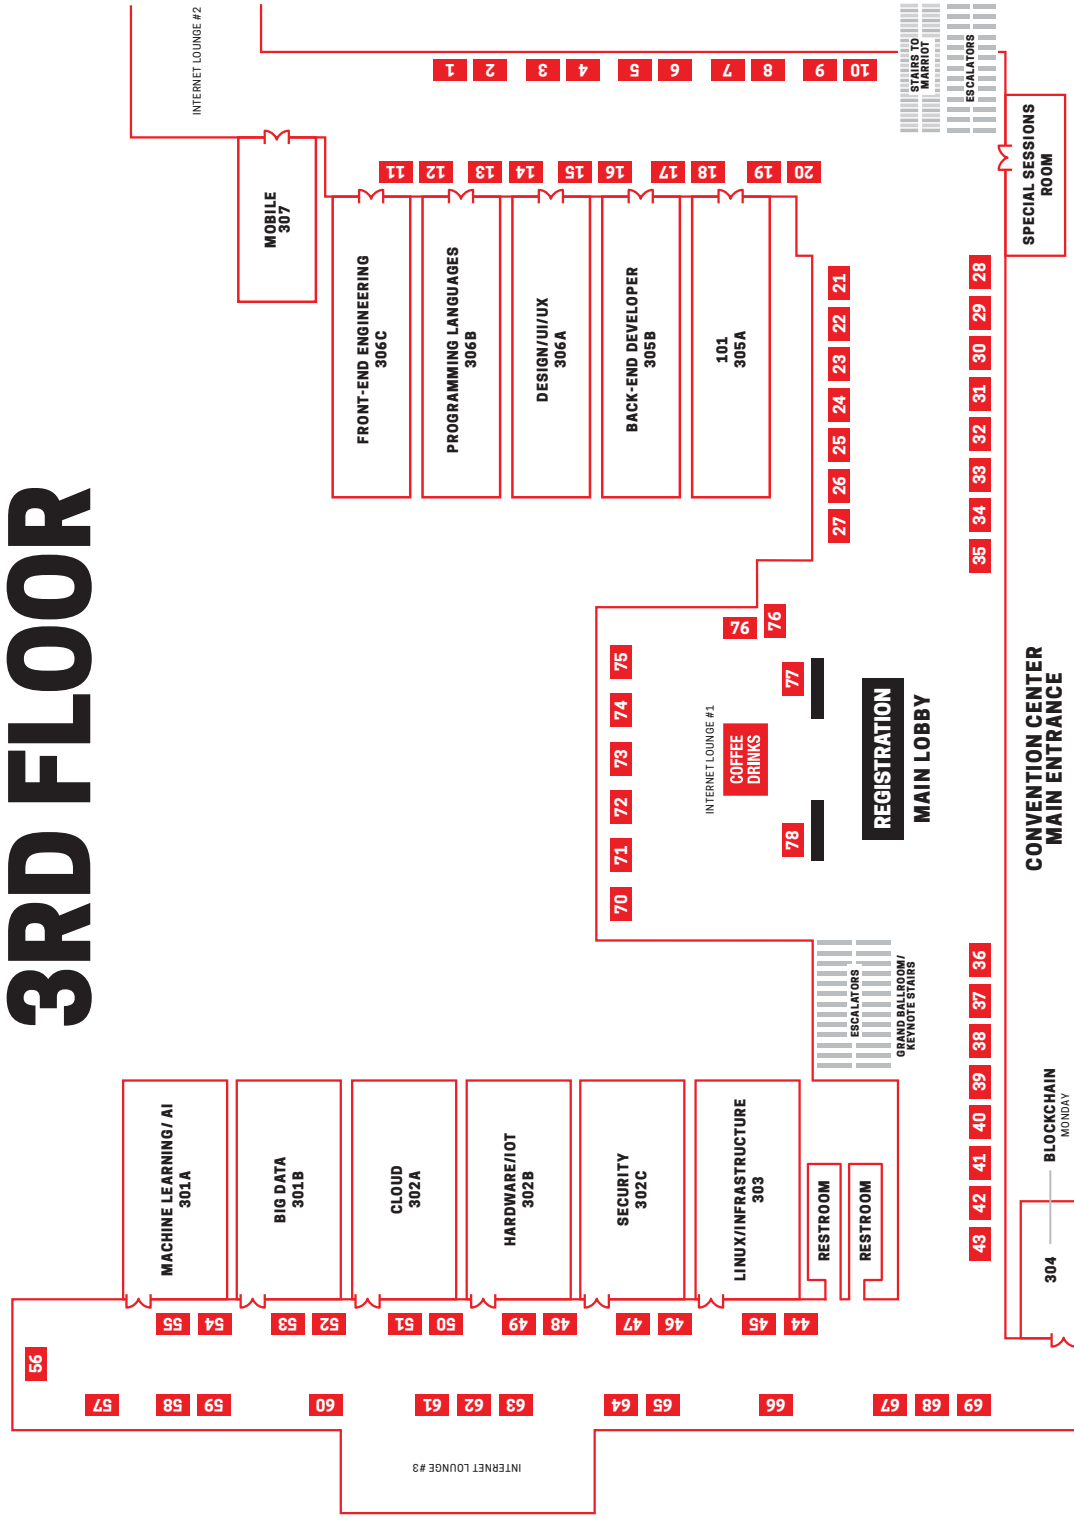 3RD FLOOR
INTERNET LOUNGE #2
MOBILE
307
FRONT-END ENGINEERING
306C
PROGRAMMING LANGUAGES
306B
DESIGN/UI/UX
306A
BACK-END DEVELOPER
305B
101
305A
1
2
3
4
5
6
7
8
9
10
STAIRS TO
MARRIOT
ESCALATORS
SPECIAL SESSIONS
ROOM
11
12
13
14
15
16
17
18
19
20
21
22
23
24
25
26
27
28
29
30
31
32
33
34
35
75
74
73
72
71
70
76
76
77
78
INTERNET LOUNGE #1
COFFEE
DRINKS
REGISTRATION
MAIN LOBBY
CONVENTION CENTER
MAIN ENTRANCE
ESCALATORS
GRAND BALLROOM/
KEYNOTE STAIRS
36
37
38
39
40
41
42
43
BLOCKCHAIN
MONDAY
304
MACHINE LEARNING/ AI
301A
BIG DATA
301B
CLOUD
302A
HARDWARE/IOT
302B
SECURITY
302C
LINUX/INFRASTRUCTURE
303
RESTROOM
RESTROOM
55
54
53
52
51
50
49
48
47
46
45
44
56
57
58
59
60
61
62
63
64
65
66
67
68
69
INTERNET LOUNGE #3